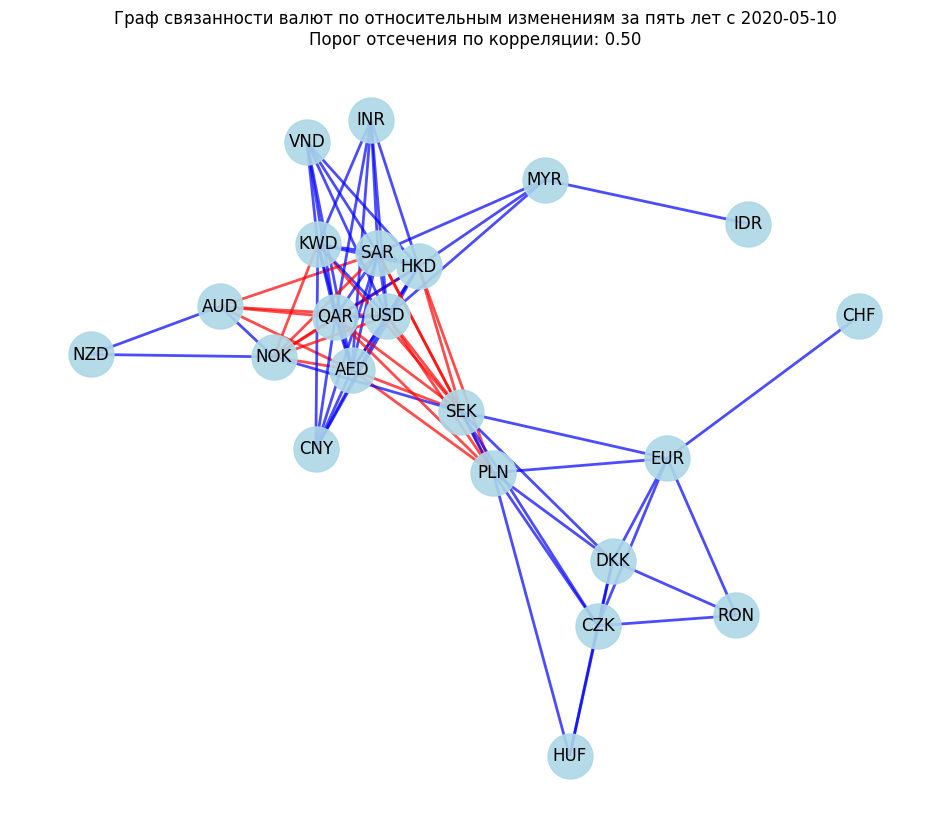 Граф связанности валют по относительным изменениям за пять лет с 2020-05-10
Порог отсечения по корреляции: 0.50
INR
VND
MYR
IDR
KWD
SAR
HKD
AUD
QAR
USD
CHF
NZD
NOK
AED
SEK
CNY
EUR
PLN
DKK
RON
CZK
HUF